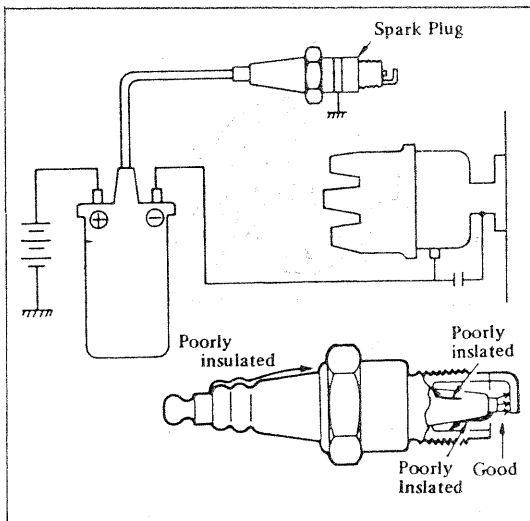 Spark Plug
+
−
Poorly
insulated
Poorly
inslated
Poorly
Inslated
Good